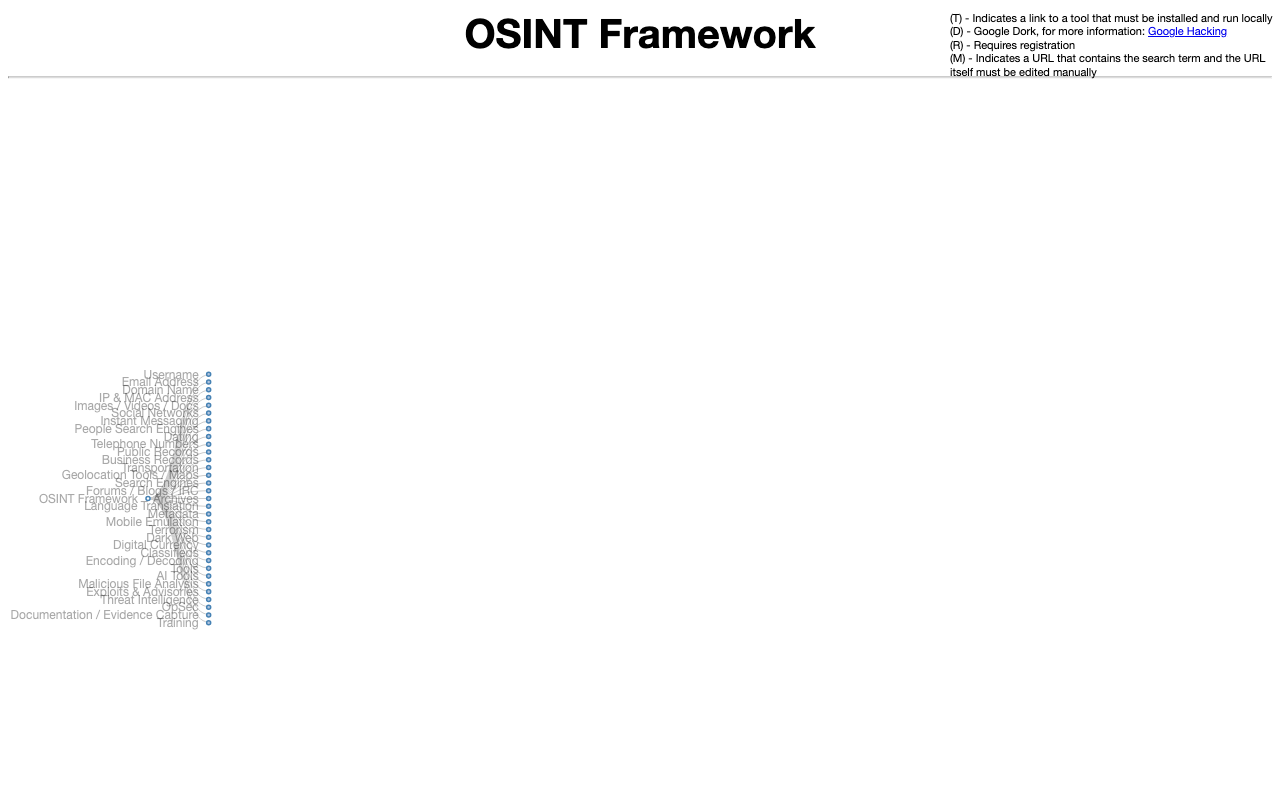 OSINT Framework
(T) - Indicates a link to a tool that must be installed and run locally
(D) - Google Dork, for more information: Google Hacking
(R) - Requires registration
(M) - Indicates a URL that contains the search term and the URL
itself must be edited manually
Username
Email Address
Domain Name
IP & MAC Address
Images / Videos / Docs
Social Networks
Instant Messaging
People Search Engines
Dating
Telephone Numbers
Public Records
Business Records
Transportation
Geolocation Tools / Maps
Search Engines
Forums / Blogs / IRC
OSINT Framework
Archives
Language Translation
Metadata
Mobile Emulation
Terrorism
Dark Web
Digital Currency
Classifieds
Encoding / Decoding
Tools
AI Tools
Malicious File Analysis
Exploits & Advisories
Threat Intelligence
OpSec
Documentation / Evidence Capture
Training